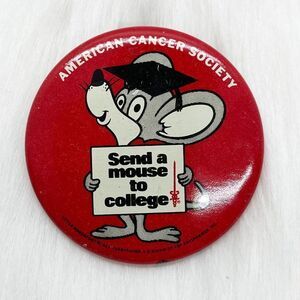 AMERICAN CANCER SOCIETY
Send a
mouse
to
college